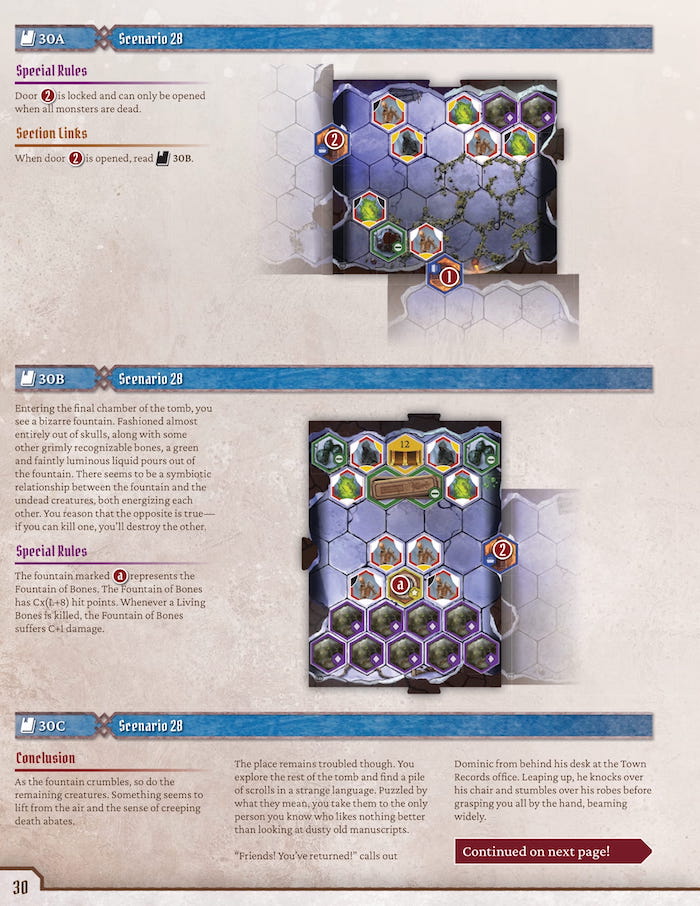 30A Scenario 28
Special Rules
Door 2 is locked and can only be opened
when all monsters are dead.
Section Links
When door 2 is opened, read 30B.
2
1
30B Scenario 28
Entering the final chamber of the tomb, you
see a bizarre fountain. Fashioned almost
entirely out of skulls, along with some
other grimly recognizable bones, a green
and faintly luminous liquid pours out of
the fountain. There seems to be a symbiotic
relationship between the fountain and the
undead creatures, both energizing each
other. You reason that the opposite is true—
if you can kill one, you'll destroy the other.
Special Rules
The fountain marked a represents the
Fountain of Bones. The Fountain of Bones
has Cx(L+8) hit points. Whenever a Living
Bones is killed, the Fountain of Bones
suffers C+1 damage.
12
2
a
30C Scenario 28
Conclusion
As the fountain crumbles, so do the
remaining creatures. Something seems to
lift from the air and the sense of creeping
death abates.
The place remains troubled though. You
explore the rest of the tomb and find a pile
of scrolls in a strange language. Puzzled by
what they mean, you take them to the only
person you know who likes nothing better
than looking at dusty old manuscripts.
“Friends! You've returned!” calls out
Dominic from behind his desk at the Town
Records office. Leaping up, he knocks over
his chair and stumbles over his robes before
grasping you all by the hand, beaming
widely.
Continued on next page!
30